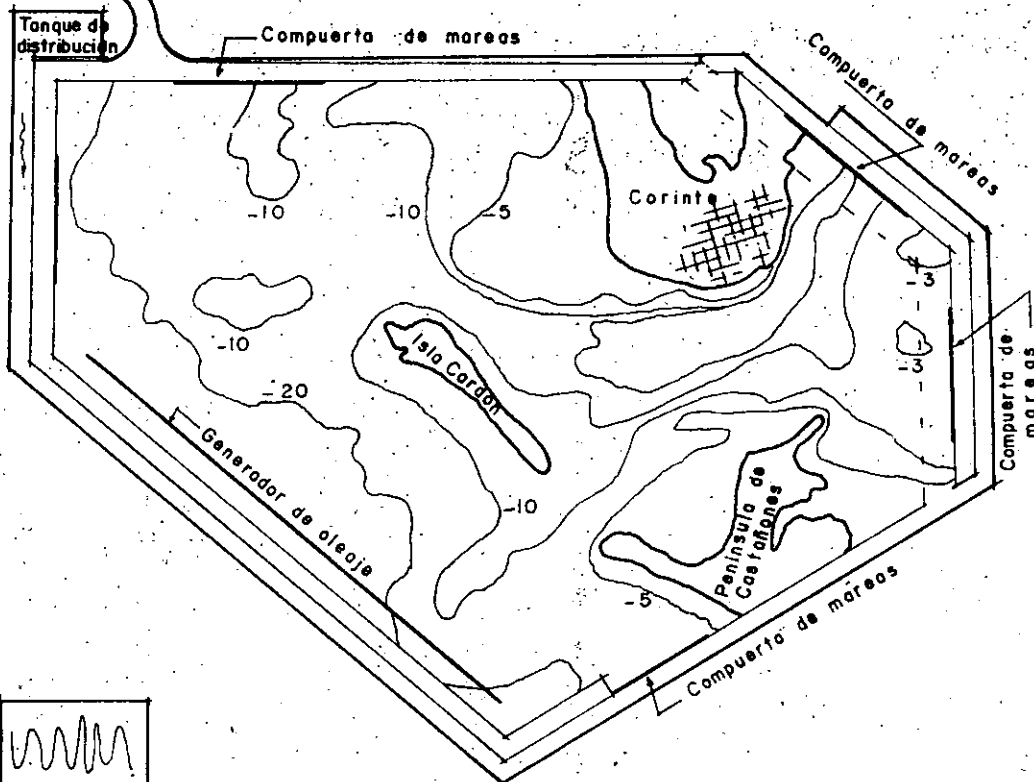 Tanque de
distribución
Compuerta de mareas
Compuerta de mareas
-10
-10
-5
Corinto
-3
-3
-10
Isla Cardon
-20
Compuerta de
mareas
Generador de oleaje
-10
Península de
Castañones
-5
Compuerta de mareas